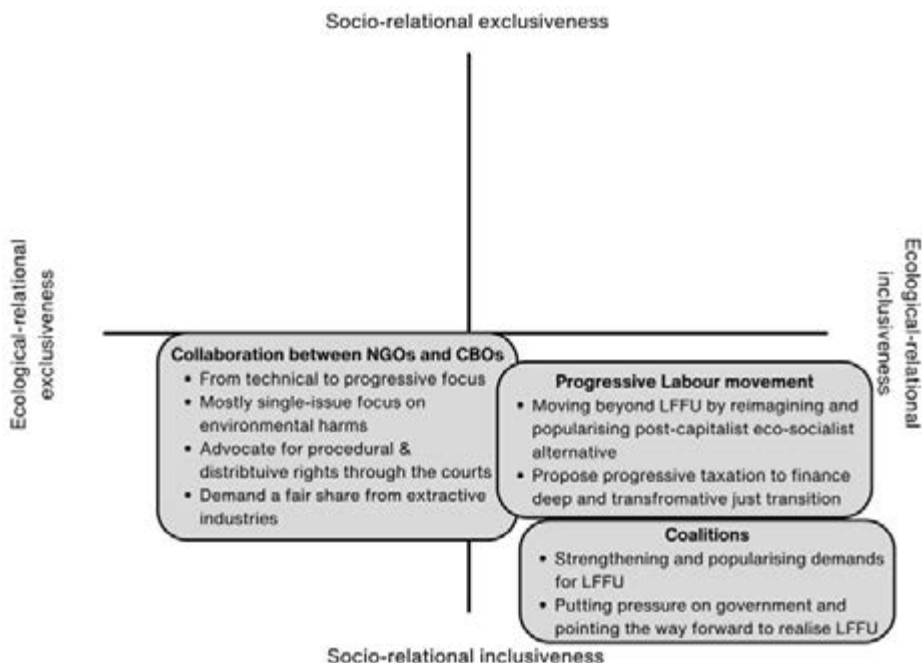 Socio-relational exclusiveness
Ecological-relational
exclusiveness
Ecological-relational
inclusiveness
Collaboration between NGOs and CBOs
• From technical to progressive focus
• Mostly single-issue focus on
environmental harms
• Advocate for procedural &
distribtuive rights through the courts
• Demand a fair share from extractive
industries
Progressive Labour movement
• Moving beyond LFFU by reimagining and
popularising post-capitalist eco-socialist
alternative
• Propose progressive taxation to finance
deep and transfromative just transition
Coalitions
• Strengthening and popularising demands
for LFFU
• Putting pressure on government and
pointing the way forward to realise LFFU
Socio-relational inclusiveness